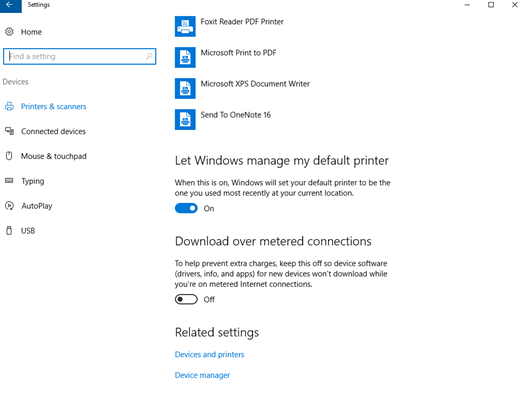 Settings
Home
Find a setting
Devices
Printers & scanners
Connected devices
Mouse & touchpad
Typing
AutoPlay
USB
Foxit Reader PDF Printer
Microsoft Print to PDF
Microsoft XPS Document Writer
Send To OneNote 16
Let Windows manage my default printer
When this is on, Windows will set your default printer to be the
one you used most recently at your current location.
On
Download over metered connections
To help prevent extra charges, keep this off so device software
(drivers, info, and apps) for new devices won't download while
you're on metered Internet connections.
Off
Related settings
Devices and printers
Device manager